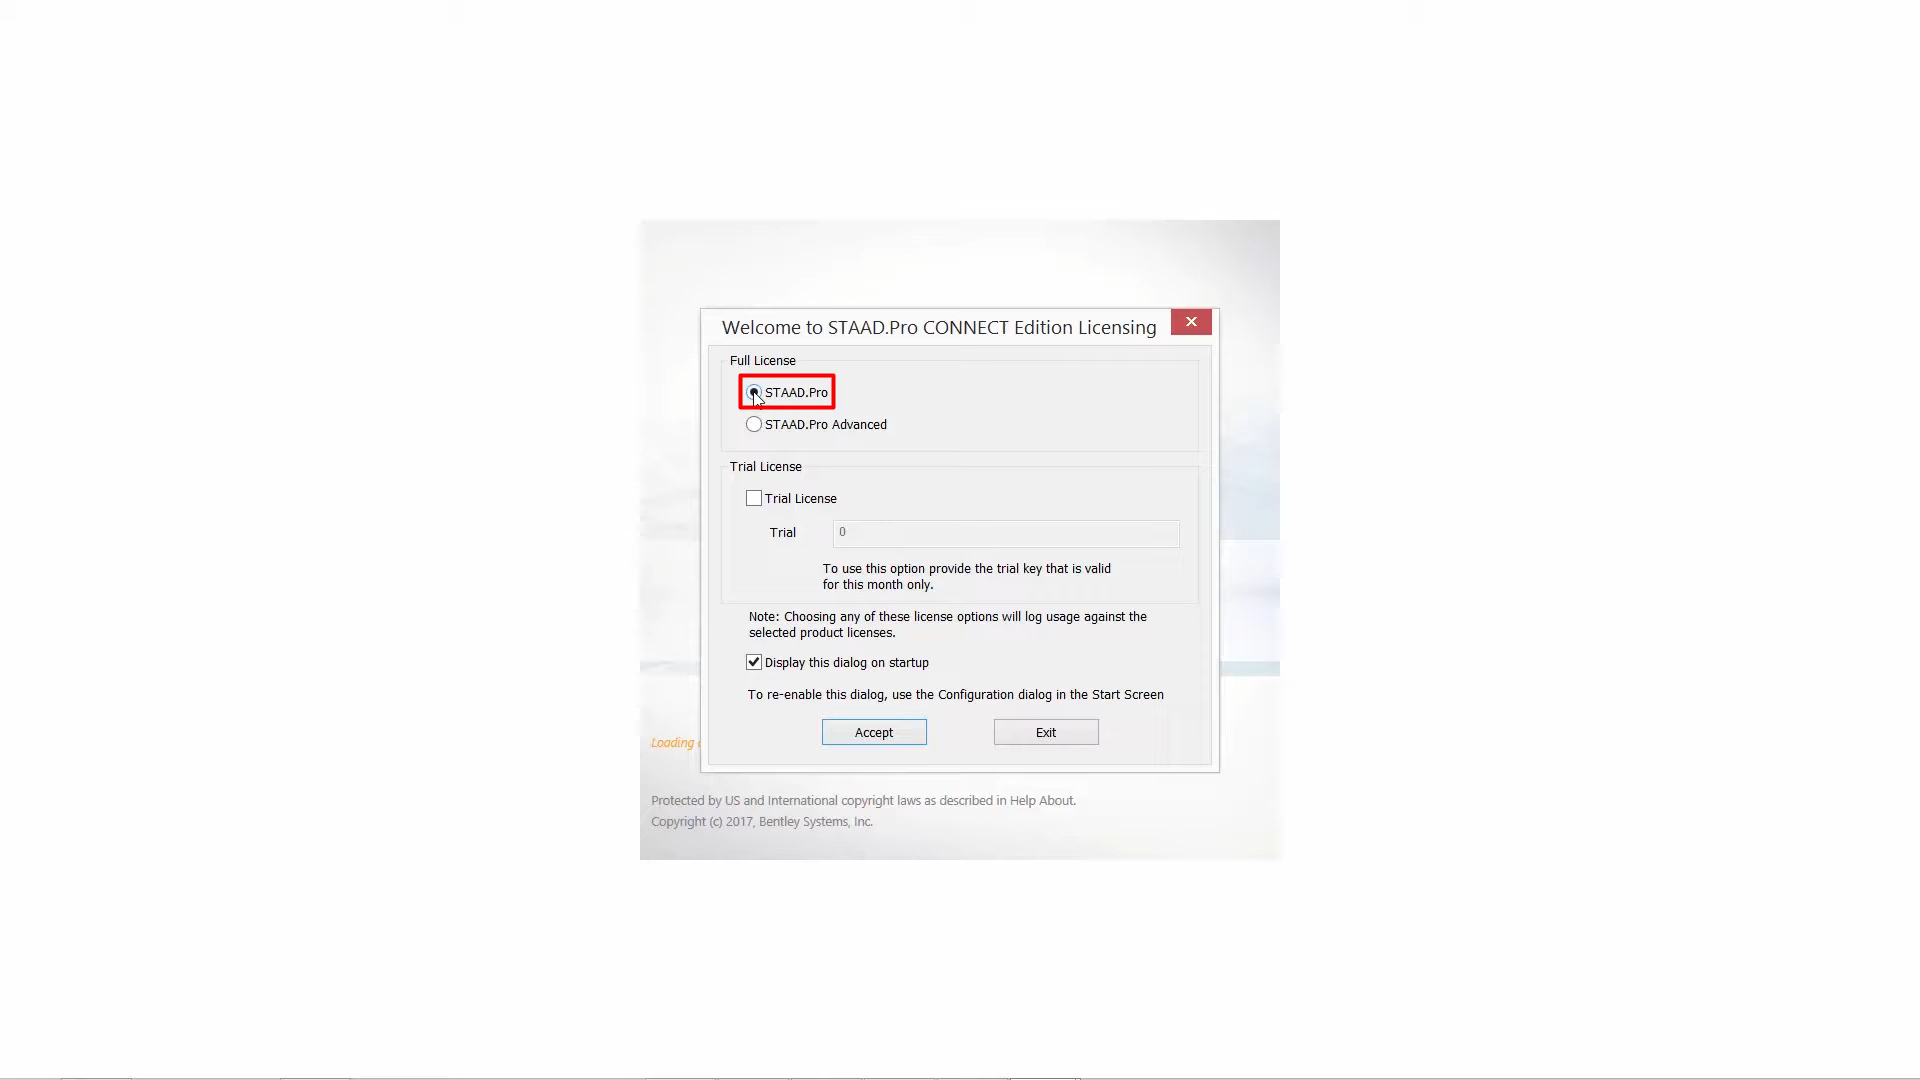 Welcome to STAAD.Pro CONNECT Edition Licensing
Full License
STAAD.Pro
STAAD.Pro Advanced
Trial License
Trial License
Trial 0
To use this option provide the trial key that is valid
for this month only.
Note: Choosing any of these license options will log usage against the
selected product licenses.
Display this dialog on startup
To re-enable this dialog, use the Configuration dialog in the Start Screen
Accept Exit
Loading
Protected by US and International copyright laws as described in Help About.
Copyright (c) 2017, Bentley Systems, Inc.